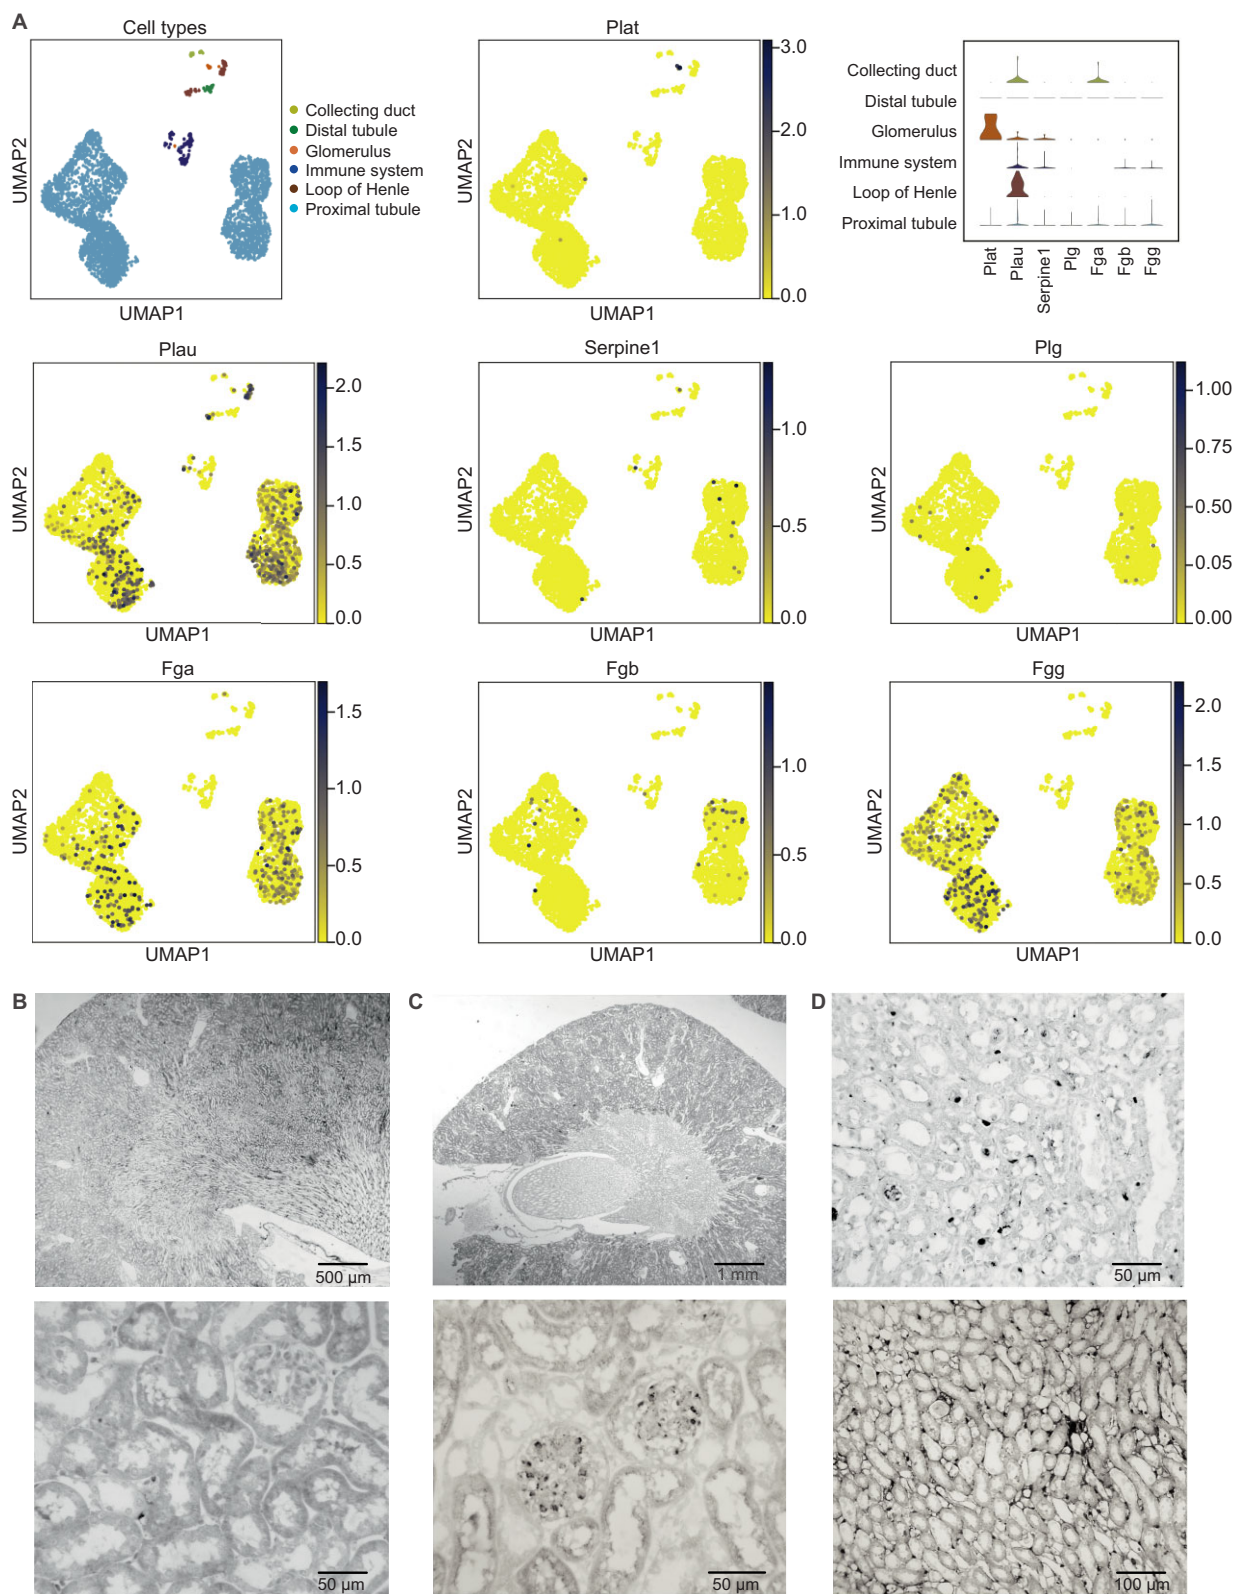 A
Cell types
UMAP2
UMAP1
Collecting duct
Distal tubule
Glomerulus
Immune system
Loop of Henle
Proximal tubule
Plat
UMAP2
UMAP1
3.0
2.0
1.0
0.0
Collecting duct
Distal tubule
Glomerulus
Immune system
Loop of Henle
Proximal tubule
Plat
Plau
Serpine1
Plg
Fga
Fgb
Fgg
Plau
UMAP2
UMAP1
2.0
1.5
1.0
0.5
0.0
Serpine1
UMAP2
UMAP1
1.0
0.5
0.0
Plg
UMAP2
UMAP1
1.00
0.75
0.50
0.05
0.00
Fga
UMAP2
UMAP1
1.5
1.0
0.5
0.0
Fgb
UMAP2
UMAP1
1.0
0.5
0.0
Fgg
UMAP2
UMAP1
2.0
1.5
1.0
0.5
0.0
B
500 µm
50 µm
C
1 mm
50 µm
D
50 µm
100 µm